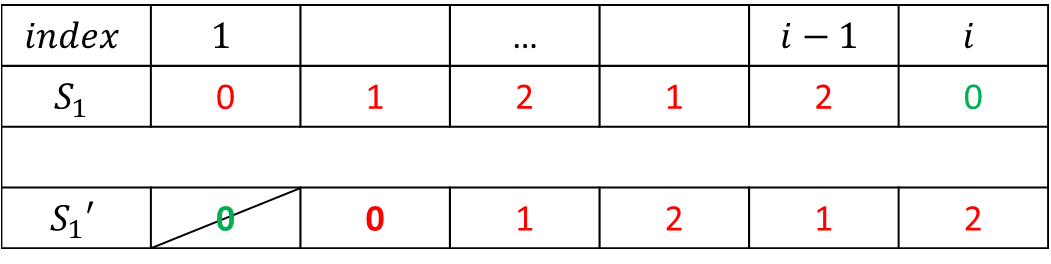 index 1 ... i − 1 i
S₁ 0 1 2 1 2 0
S₁′ 0 0 1 2 1 2